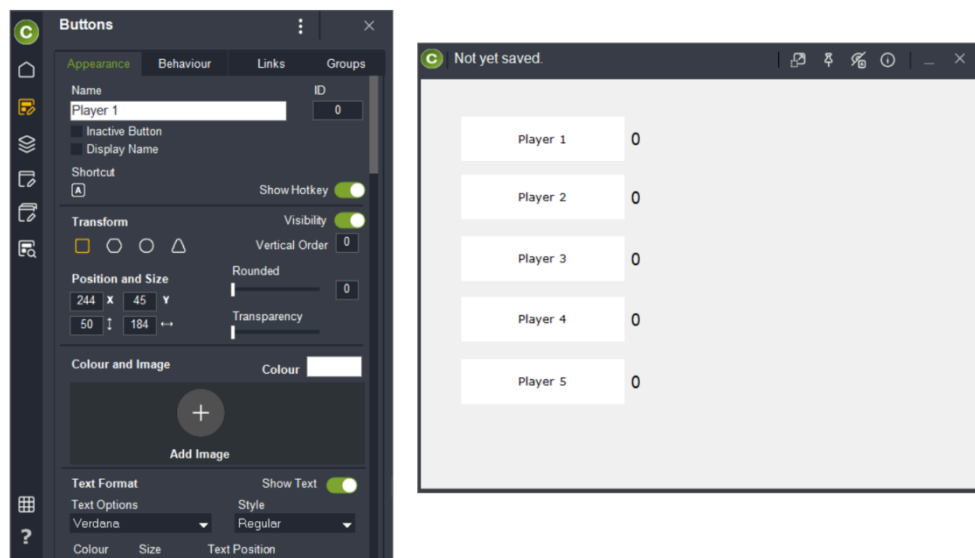 C
Buttons
Appearance Behaviour Links Groups
Name ID
Player 1 0
Inactive Button
Display Name
Shortcut
A Show Hotkey
Transform Visibility
Vertical Order 0
Position and Size Rounded
244 X 45 Y 0
50 184 Transparency
Colour and Image Colour
+
Add Image
Text Format Show Text
Text Options Style
Verdana Regular
Colour Size Text Position
?
C Not yet saved.
Player 1 0
Player 2 0
Player 3 0
Player 4 0
Player 5 0